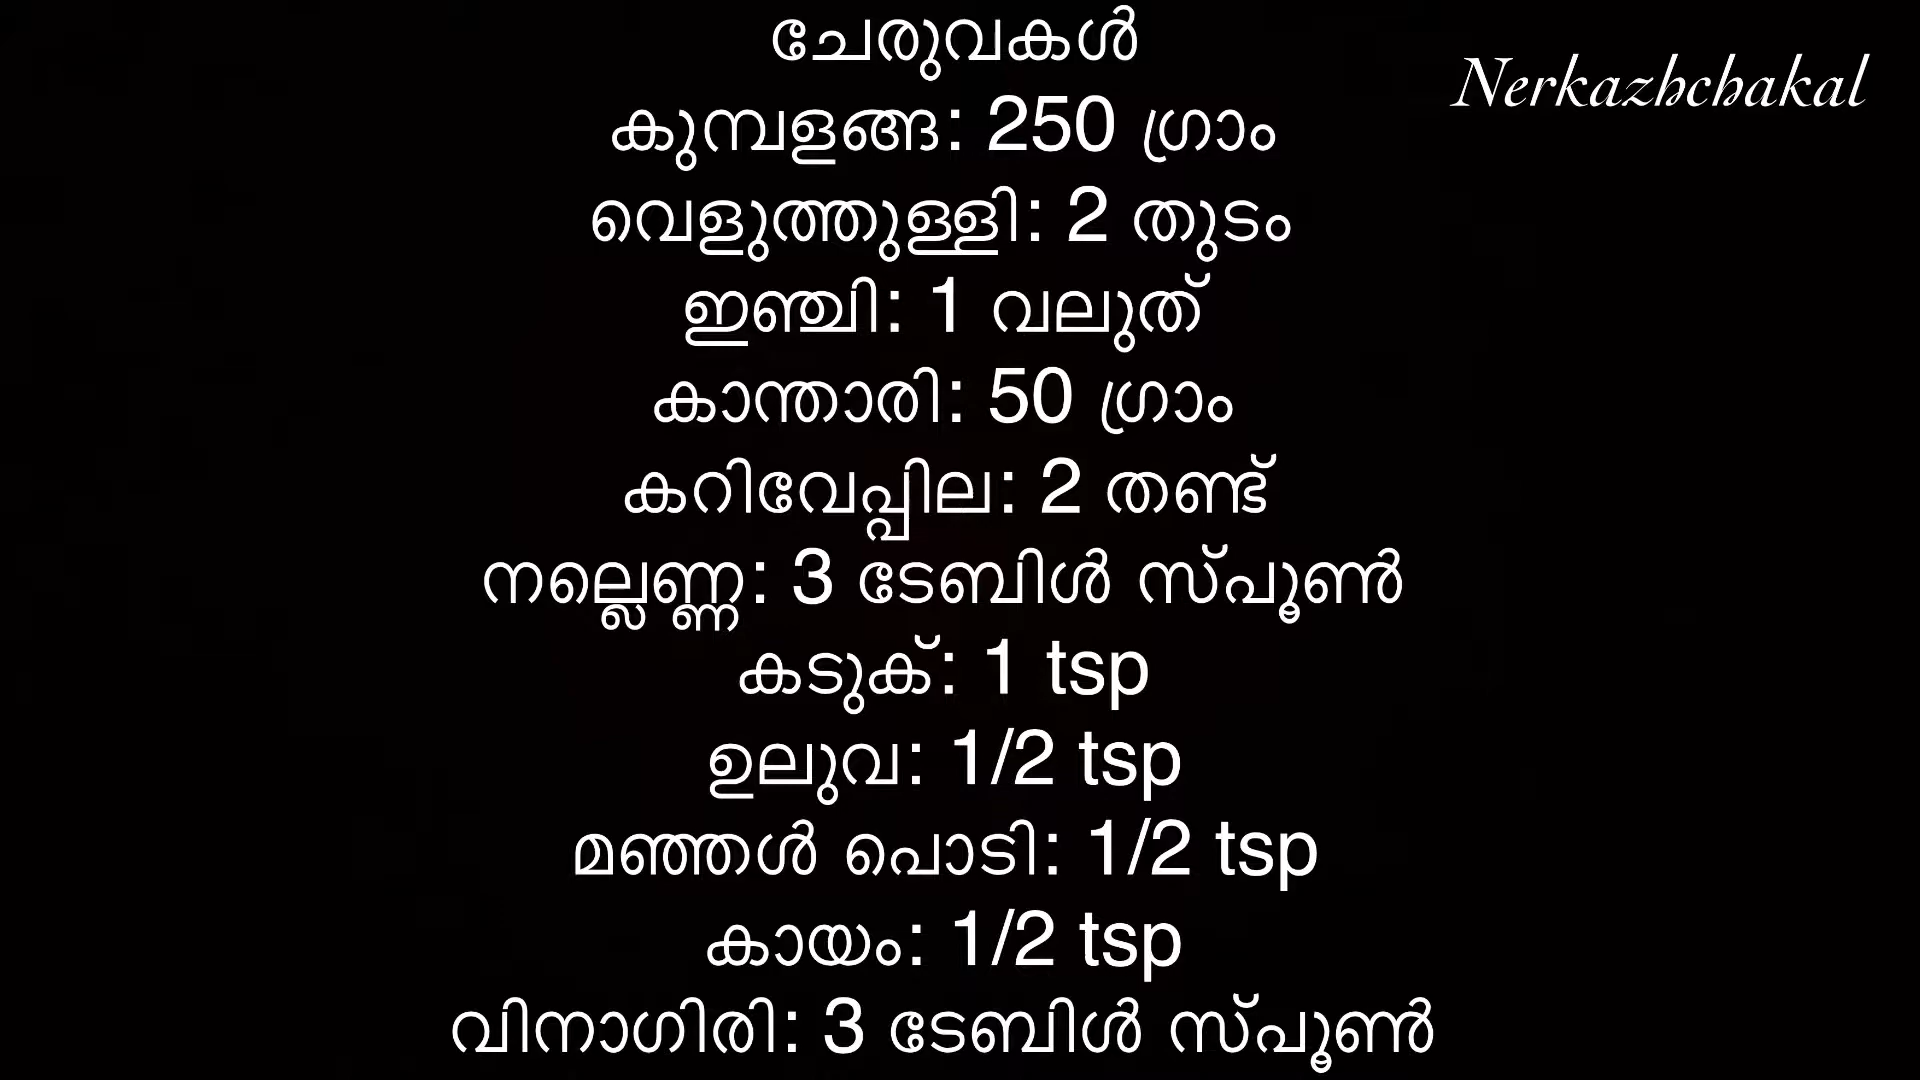 ചേരുവകൾ
Nerkazhchakal
കുമ്പളങ്ങ: 250 ഗ്രാം
വെളുത്തുള്ളി: 2 തുടം
ഇഞ്ചി: 1 വലുത്
കാന്താരി: 50 ഗ്രാം
കറിവേപ്പില: 2 തണ്ട്
നല്ലെണ്ണ: 3 ടേബിൾ സ്പൂൺ
കടുക്: 1 tsp
ഉലുവ: 1/2 tsp
മഞ്ഞൾ പൊടി: 1/2 tsp
കായം: 1/2 tsp
വിനാഗിരി: 3 ടേബിൾ സ്പൂൺ